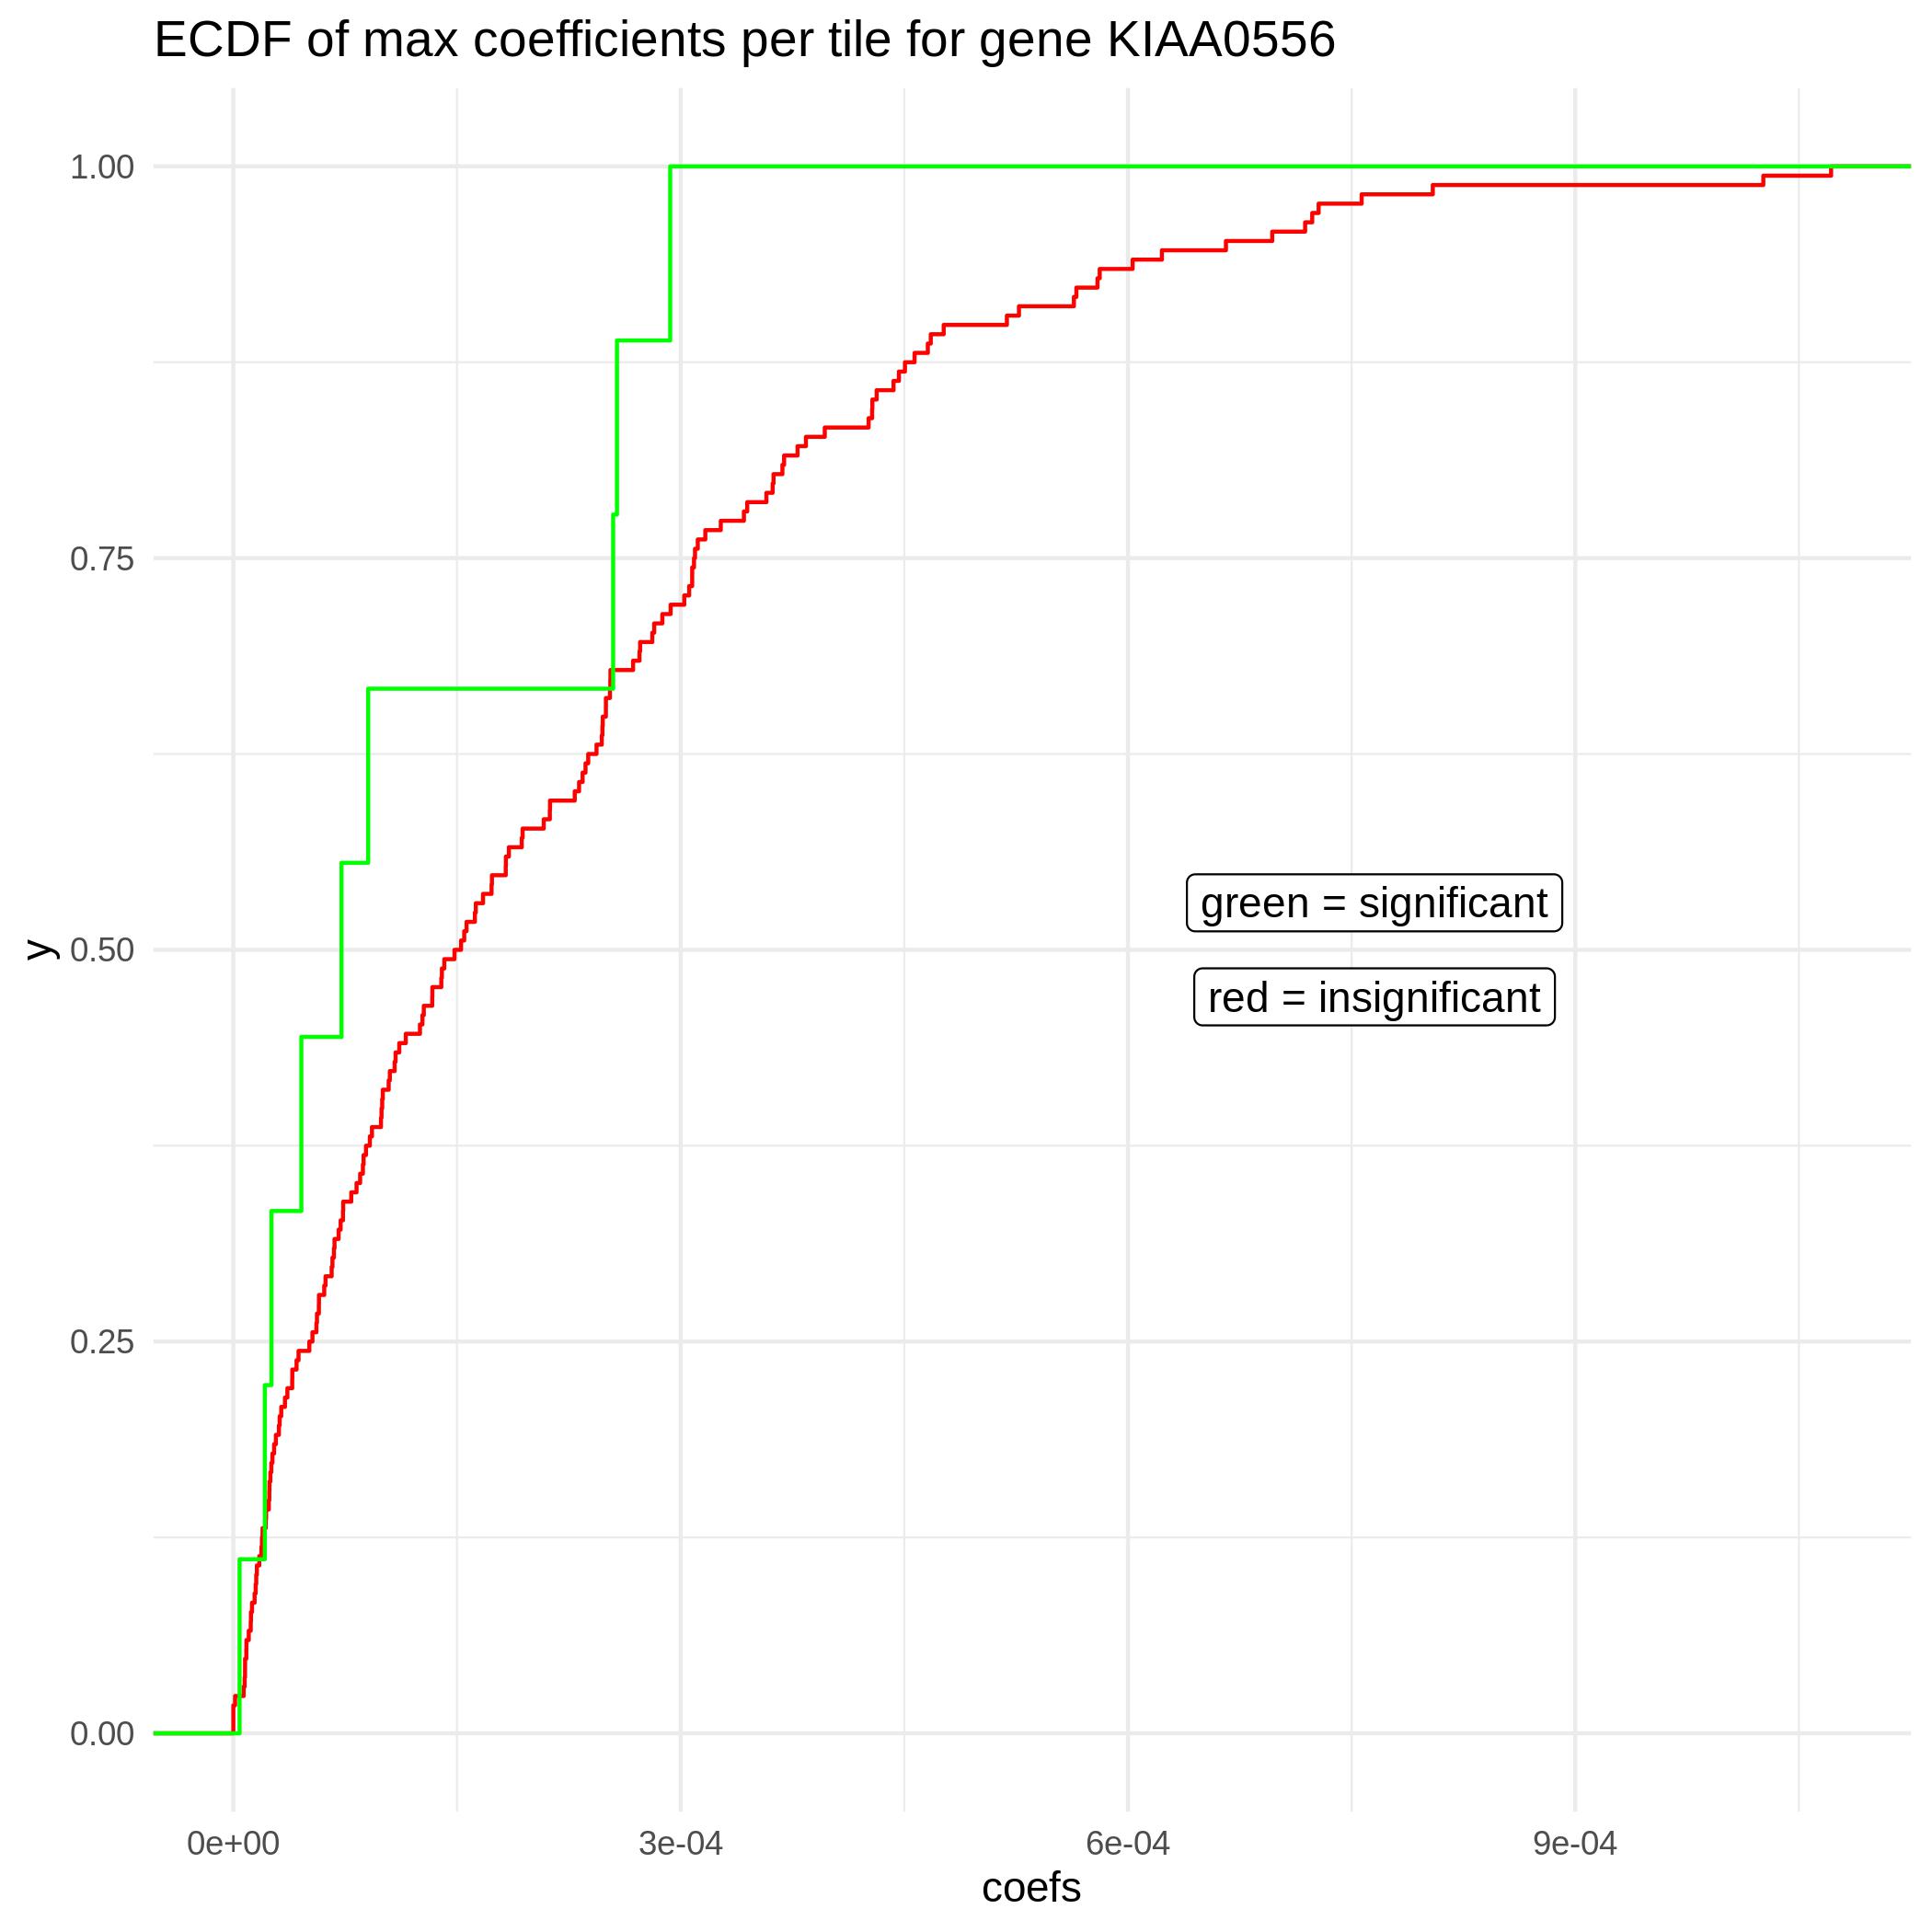 ECDF of max coefficients per tile for gene KIAA0556
1.00
0.75
0.50
0.25
0.00
y
green = significant
red = insignificant
0e+00 3e-04 6e-04 9e-04
coefs